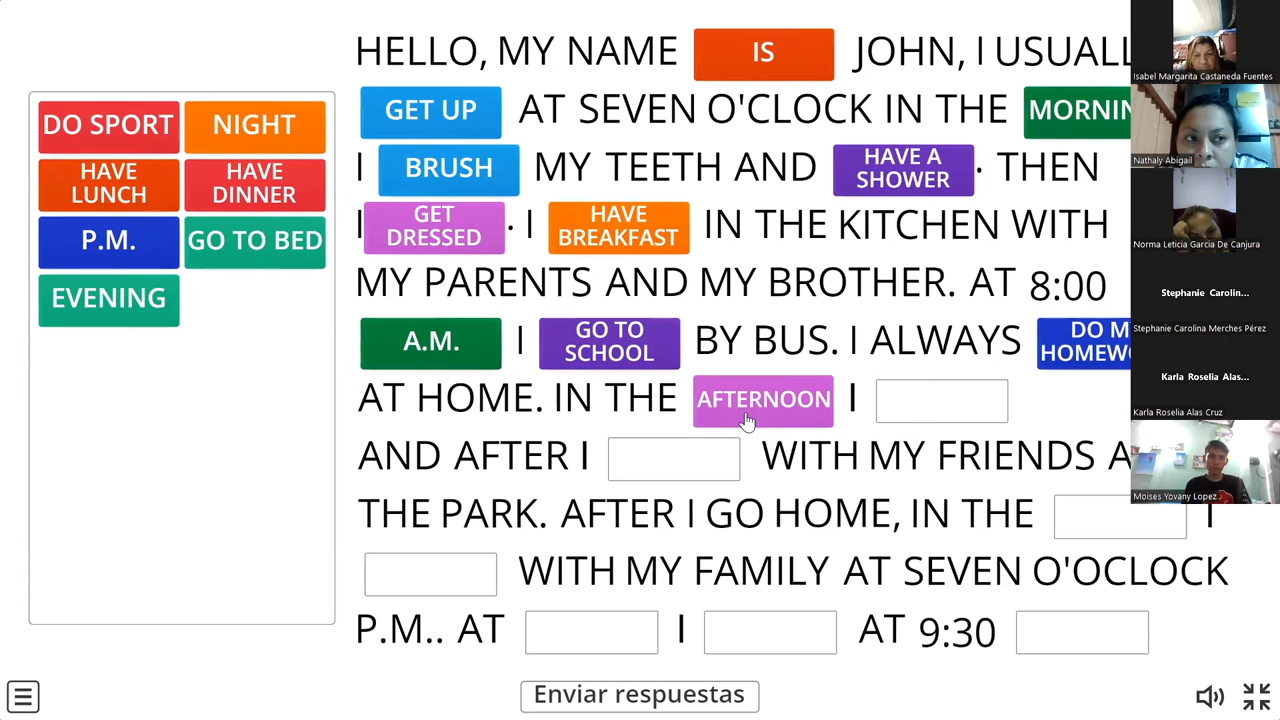 HELLO, MY NAME IS JOHN, I USUALL
GET UP AT SEVEN O'CLOCK IN THE MORNIN
I BRUSH MY TEETH AND HAVE A SHOWER. THEN
I GET DRESSED. I HAVE BREAKFAST IN THE KITCHEN WITH
MY PARENTS AND MY BROTHER. AT 8:00
A.M. I GO TO SCHOOL BY BUS. I ALWAYS DO M HOMEW
AT HOME. IN THE AFTERNOON I
AND AFTER I WITH MY FRIENDS A
THE PARK. AFTER I GO HOME, IN THE I
WITH MY FAMILY AT SEVEN O'OCLOCK
P.M.. AT I AT 9:30
DO SPORT NIGHT
HAVE LUNCH HAVE DINNER
P.M. GO TO BED
EVENING
Enviar respuestas
Isabel Margarita Castaneda Fuentes
Nathaly Abigail
Norma Leticia Garcia De Canjura
Stephanie Carolin...
Stephanie Carolina Merches Pérez
Karla Roselia Alas...
Karla Roselia Alas Cruz
Moises Yovany Lopez